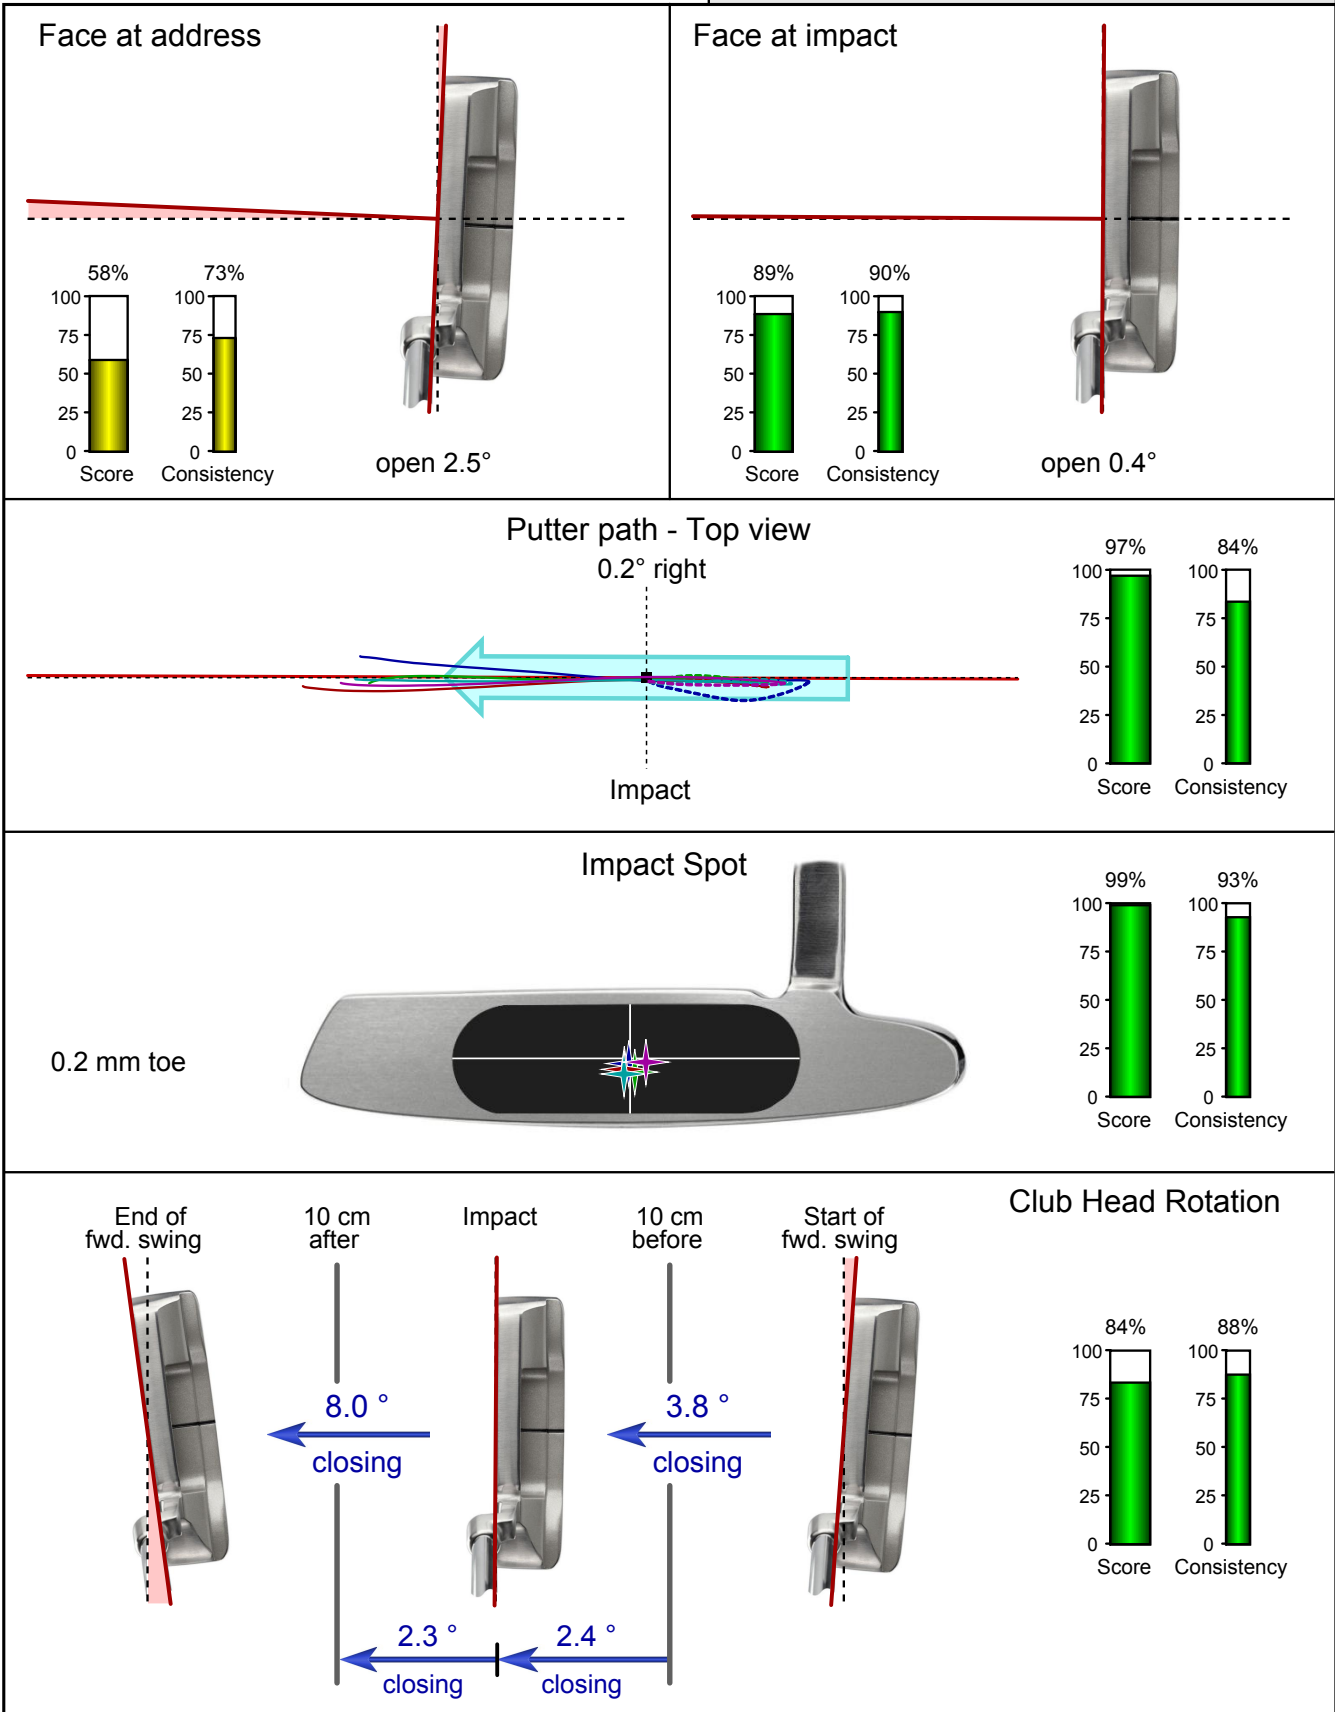 Face at address
58%
73%
100
75
50
25
0
Score
100
75
50
25
0
Consistency
open 2.5°
Face at impact
89%
90%
100
75
50
25
0
Score
100
75
50
25
0
Consistency
open 0.4°
Putter path - Top view
0.2° right
Impact
97%
84%
100
75
50
25
0
Score
100
75
50
25
0
Consistency
Impact Spot
0.2 mm toe
99%
93%
100
75
50
25
0
Score
100
75
50
25
0
Consistency
Club Head Rotation
End of
fwd. swing
10 cm
after
Impact
10 cm
before
Start of
fwd. swing
8.0 °
closing
3.8 °
closing
2.3 °
closing
2.4 °
closing
84%
88%
100
75
50
25
0
Score
100
75
50
25
0
Consistency